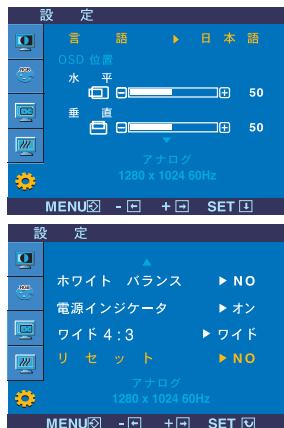 設 定
言 語 ▶ 日 本 語
OSD 位置
水 平
50
垂 直
50
アナログ
1280 x 1024 60Hz
MENU - + SET
設 定
ホワイト バランス ▶ NO
電源インジケータ ▶ オン
ワイド 4 : 3 ▶ ワイド
リ セ ッ ト ▶ NO
アナログ
1280 x 1024 60Hz
MENU - + SET